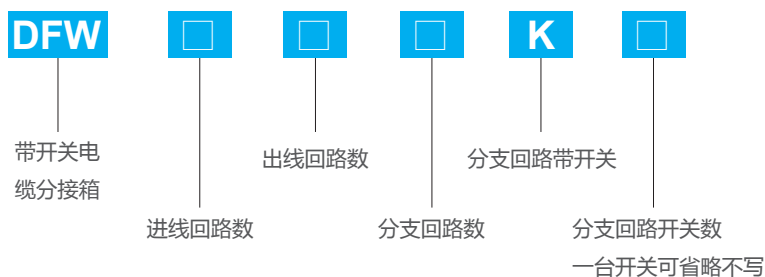 DFW □ □ □ K □
带开关电
缆分接箱
出线回路数
分支回路带开关
进线回路数
分支回路数
分支回路开关数
一台开关可省略不写